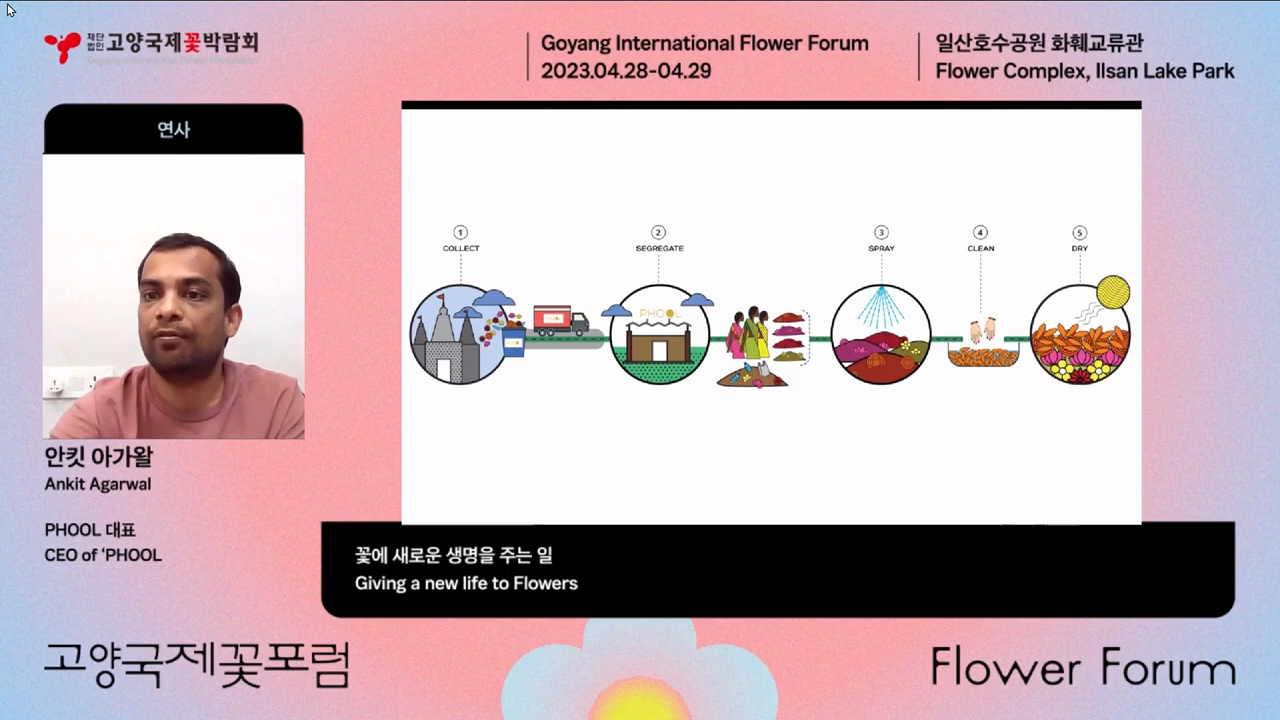 재단
법인 고양국제꽃박람회
Goyang International Flower Foundation
Goyang International Flower Forum
2023.04.28-04.29
일산호수공원 화훼교류관
Flower Complex, Ilsan Lake Park
연사
1
COLLECT
2
SEGREGATE
3
SPRAY
4
CLEAN
5
DRY
PHOOL
안킷 아가왈
Ankit Agarwal
PHOOL 대표
CEO of ‘PHOOL
꽃에 새로운 생명을 주는 일
Giving a new life to Flowers
고양국제꽃포럼
Flower Forum